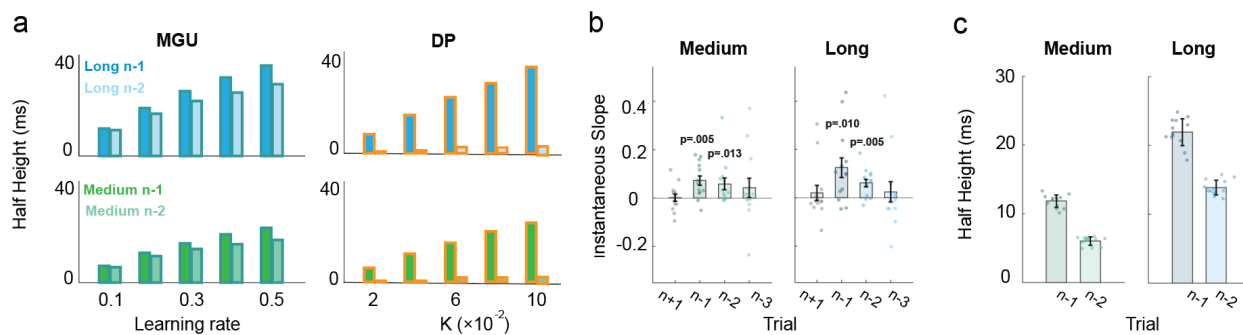 a
MGU
DP
40
0
Long n-1
Long n-2
40
0
Half Height (ms)
40
0
Medium n-1
Medium n-2
40
0
0.1 0.3 0.5
Learning rate
2 6 10
K (×10⁻²)
b
Medium
Long
Instantaneous Slope
0.4
0.2
0
-0.2
p=.005
p=.013
p=.010
p=.005
n+1 n-1 n-2 n-3
n+1 n-1 n-2 n-3
Trial
c
Medium
Long
Half Height (ms)
30
20
10
0
n-1 n-2
n-1 n-2
Trial